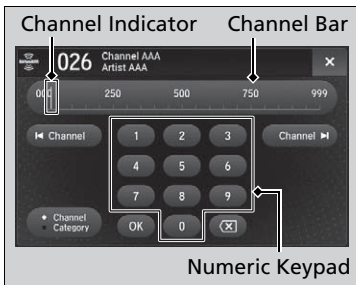 Channel Indicator Channel Bar
026 Channel AAA
Artist AAA
000 250 500 750 999
Channel 1 2 3 Channel
4 5 6
7 8 9
Channel
Category
OK 0
Numeric Keypad